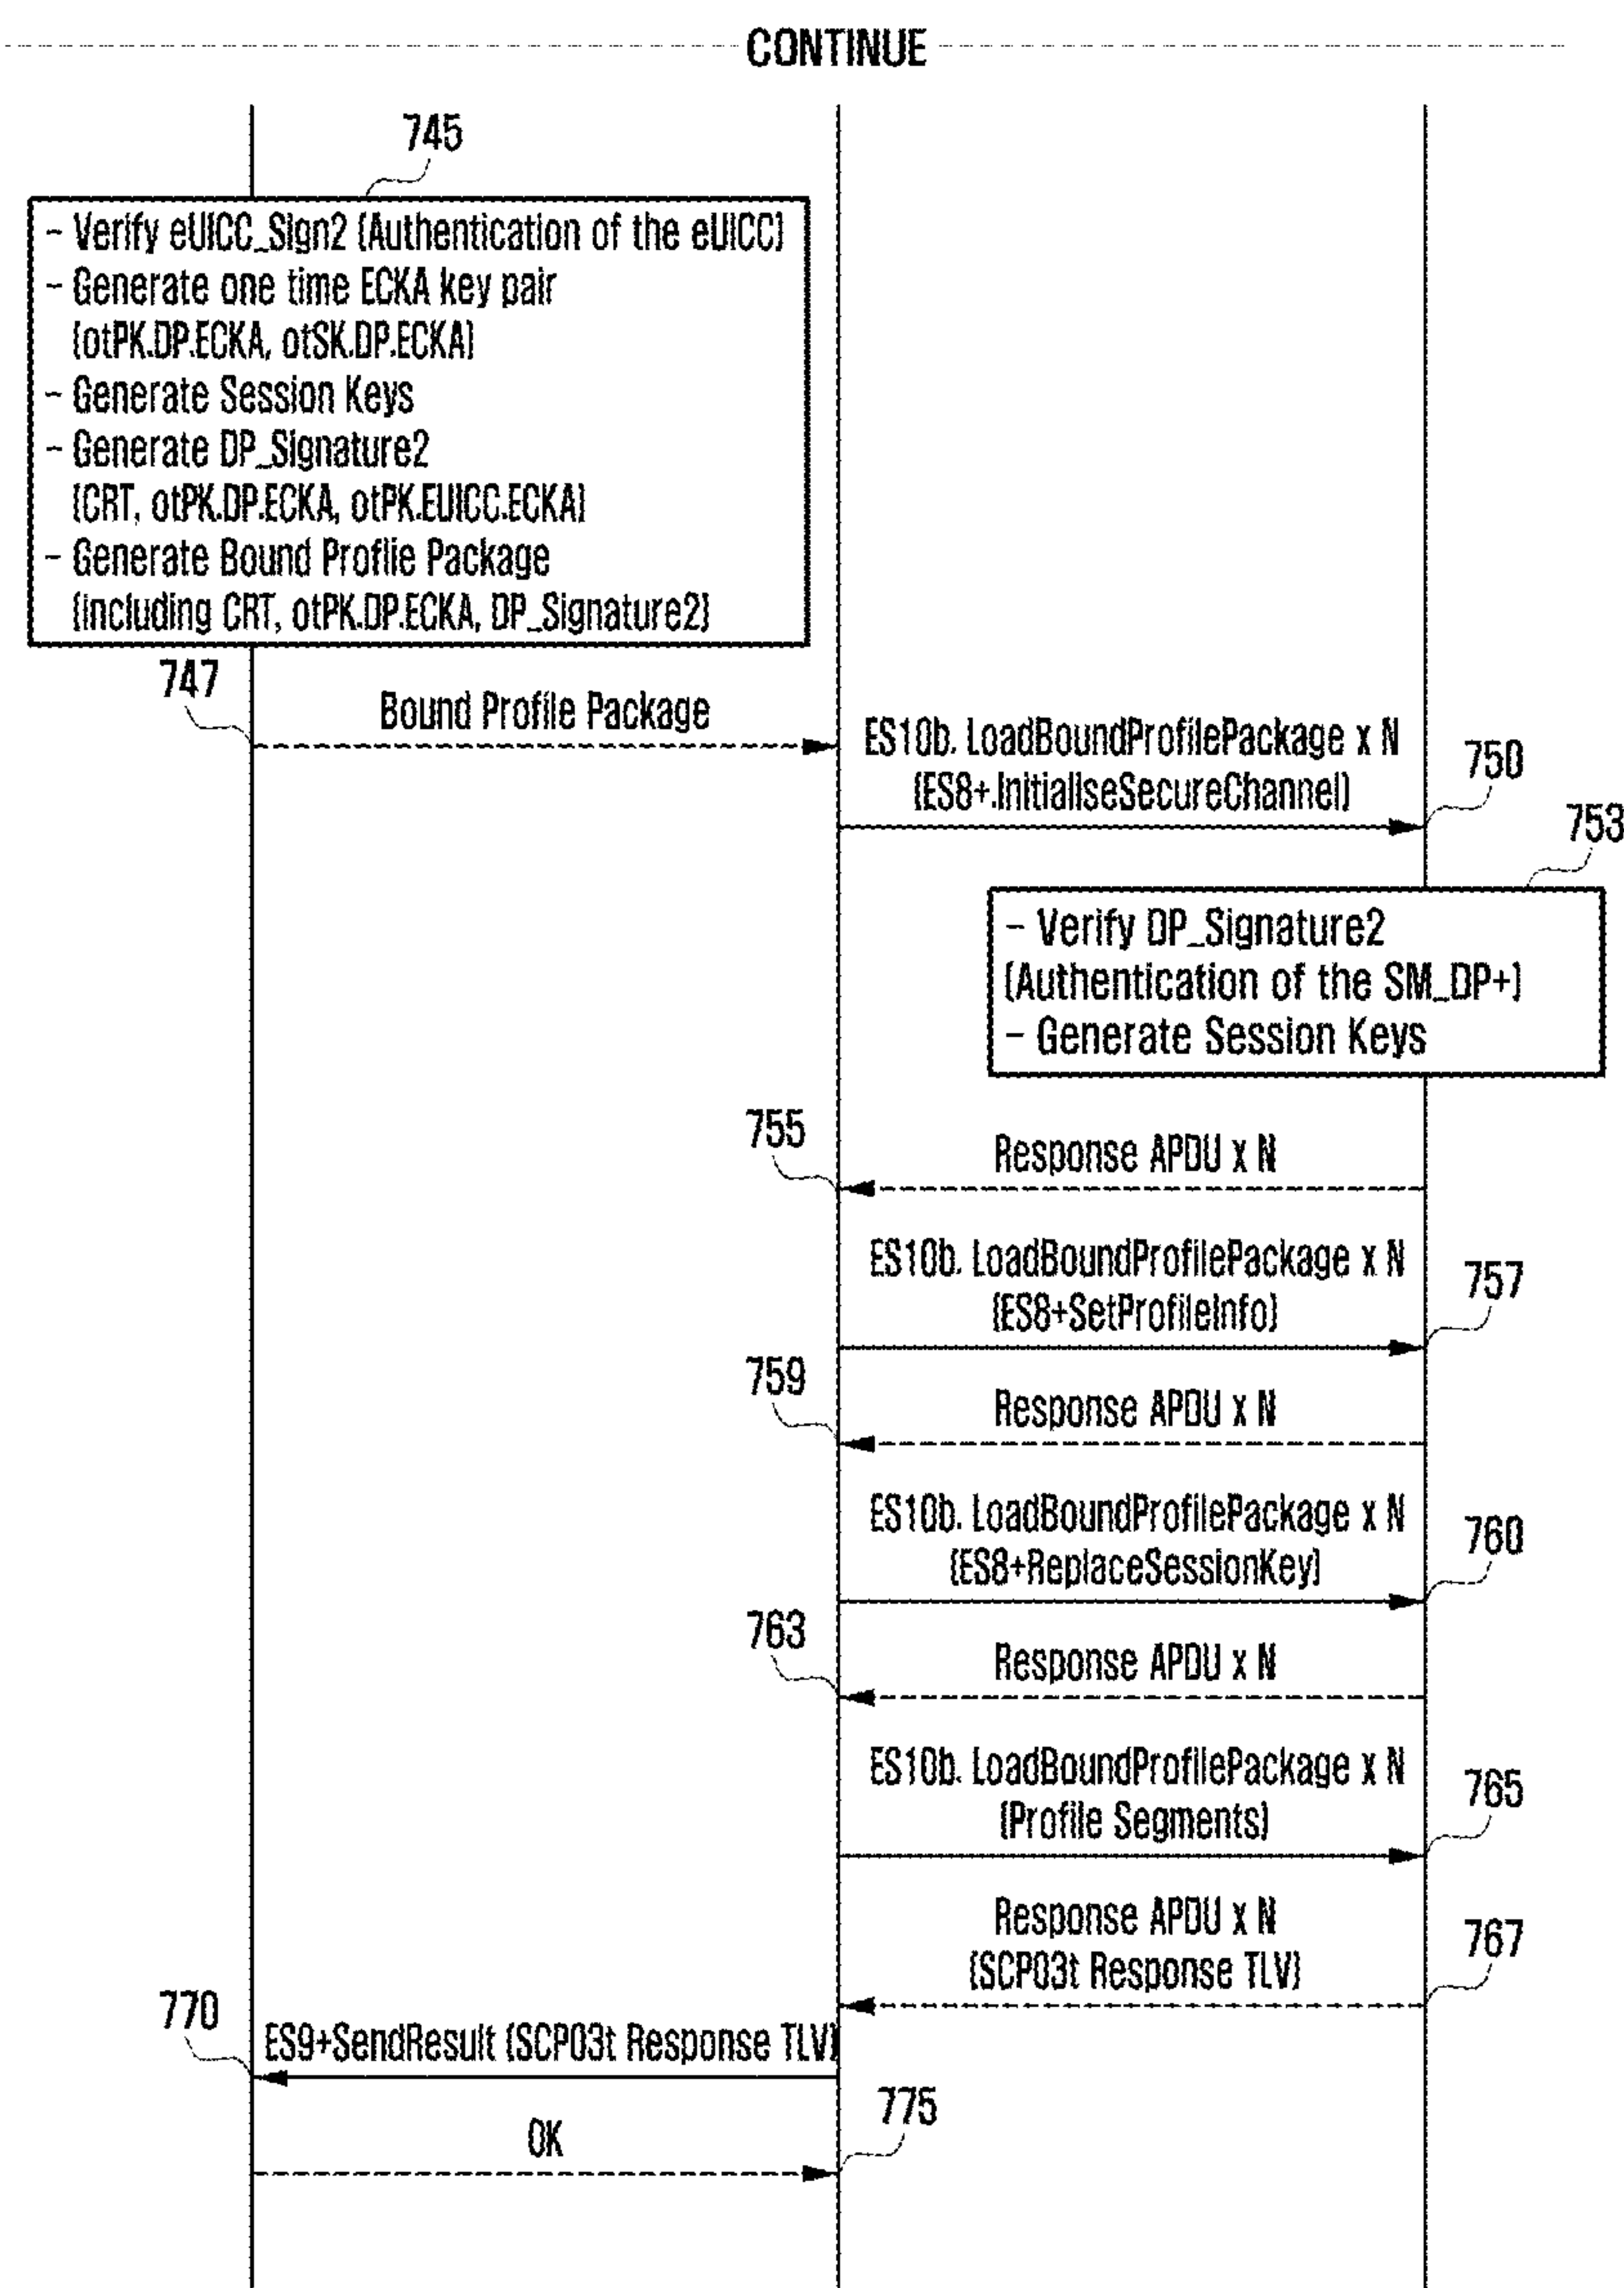 CONTINUE
745
- Verify eUICC_Sign2 (Authentication of the eUICC)
- Generate one time ECKA key pair
(otPK.DP.ECKA, otSK.DP.ECKA)
- Generate Session Keys
- Generate DP_Signature2
(CRT, otPK.DP.ECKA, otPK.EUICC.ECKA)
- Generate Bound Proflie Package
(including CRT, otPK.DP.ECKA, DP_Signature2)
747
Bound Profile Package
ES10b. LoadBoundProfilePackage x N
(ES8+.InitialiseSecureChannel)
750
753
- Verify DP_Signature2
(Authentication of the SM_DP+)
- Generate Session Keys
755
Response APDU x N
ES10b. LoadBoundProfilePackage x N
(ES8+SetProfileInfo)
757
759
Response APDU x N
ES10b. LoadBoundProfilePackage x N
(ES8+ReplaceSessionKey)
760
763
Response APDU x N
ES10b. LoadBoundProfilePackage x N
(Profile Segments)
765
Response APDU x N
(SCP03t Response TLV)
767
770
ES9+SendResult (SCP03t Response TLV)
775
OK